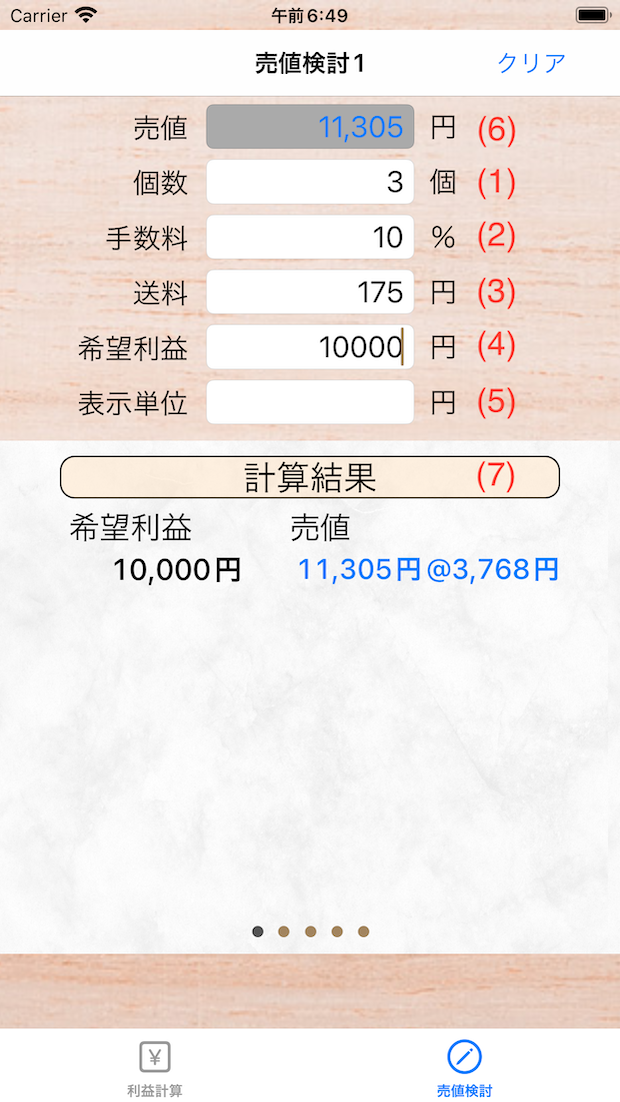 Carrier 午前6:49
売値検討1 クリア
売値 11,305 円 (6)
個数 3 個 (1)
手数料 10 % (2)
送料 175 円 (3)
希望利益 10000 円 (4)
表示単位 円 (5)
計算結果 (7)
希望利益 売値
10,000円 11,305円@3,768円
¥
利益計算 売値検討